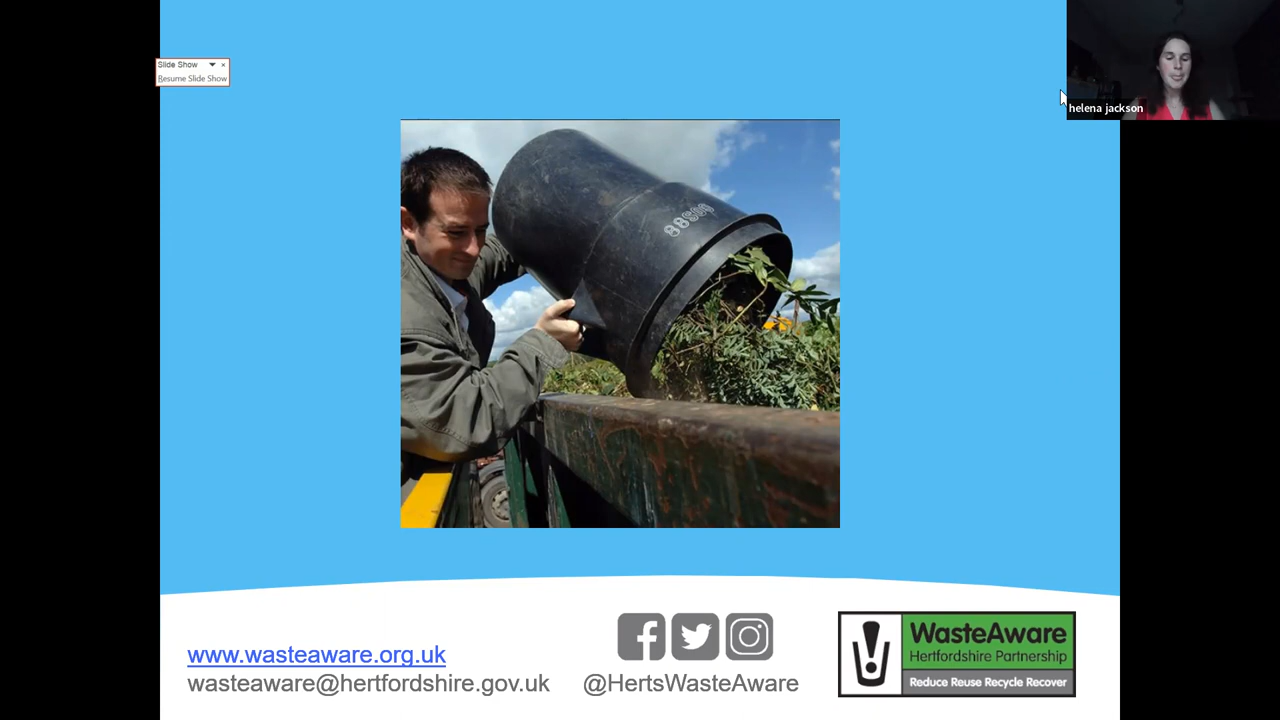 Slide Show
Resume Slide Show
helena jackson
www.wasteaware.org.uk
wasteaware@hertfordshire.gov.uk
@HertsWasteAware
WasteAware
Hertfordshire Partnership
Reduce Reuse Recycle Recover